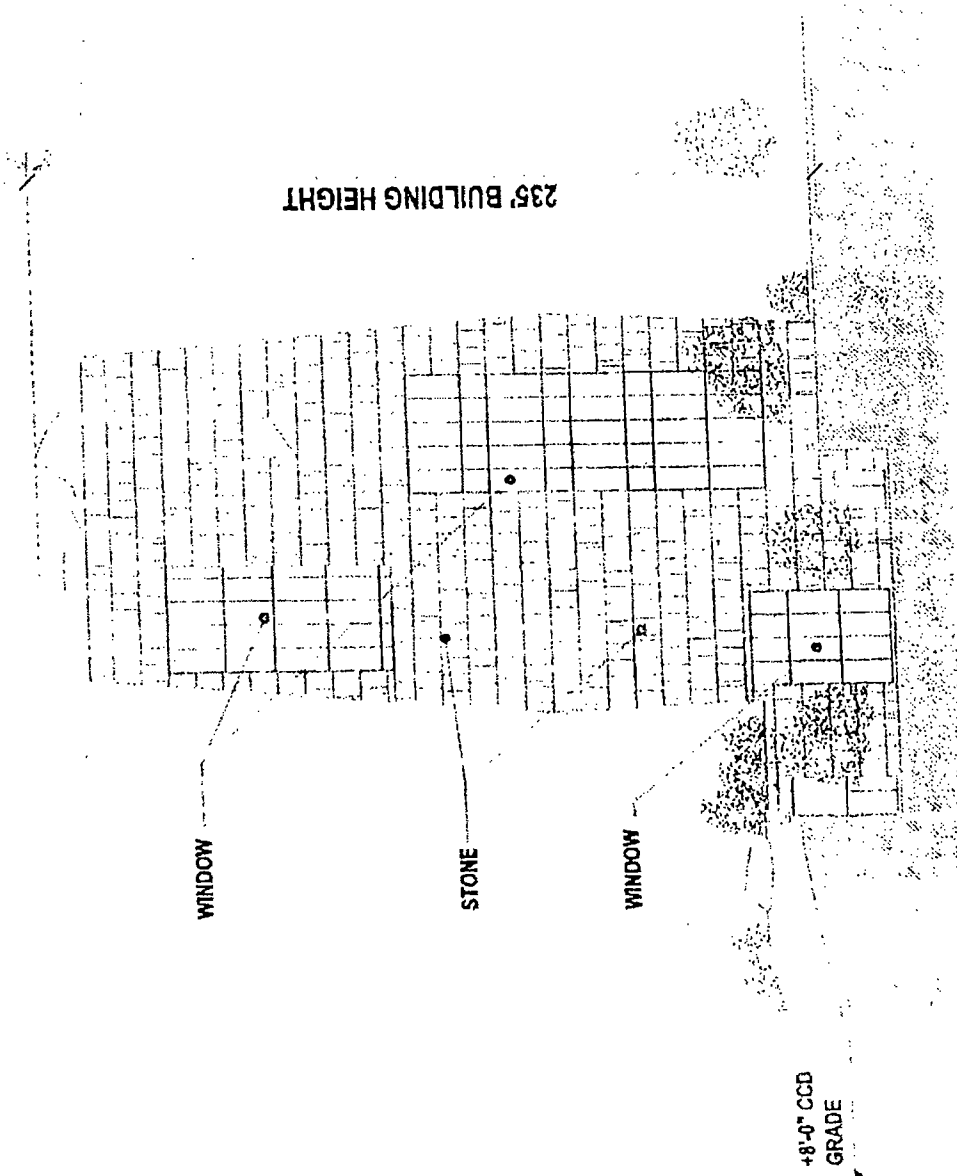 235' BUILDING HEIGHT
WINDOW
STONE
WINDOW
+8'-0" CCD
GRADE